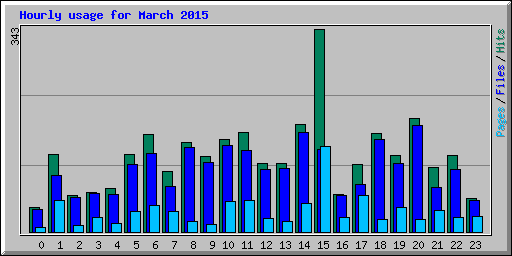 Hourly usage for March 2015
343
Pages/Files/Hits
0 1 2 3 4 5 6 7 8 9 10 11 12 13 14 15 16 17 18 19 20 21 22 23